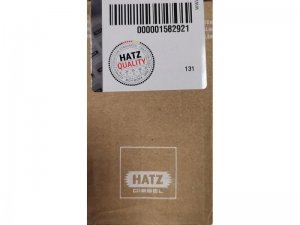 000001582921
HATZ
QUALITY
131
HATZ
DIESEL